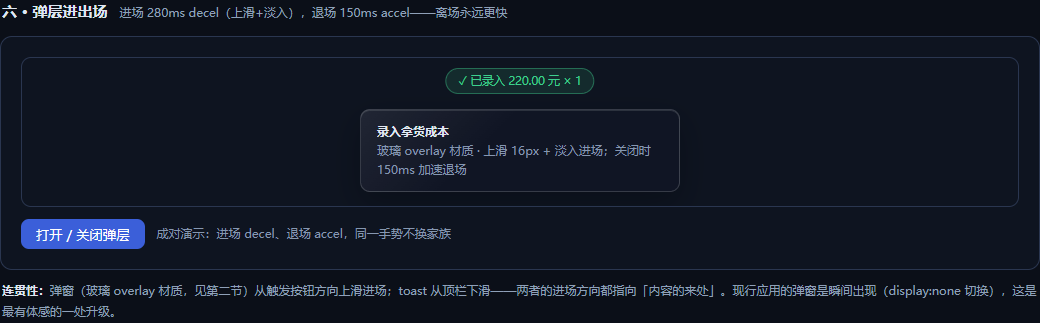 六 · 弹层进出场 进场 280ms decel（上滑+淡入），退场 150ms accel——离场永远更快
✓ 已录入 220.00 元 × 1
录入拿货成本
玻璃 overlay 材质 · 上滑 16px + 淡入进场；关闭时
150ms 加速退场
打开 / 关闭弹层 成对演示：进场 decel、退场 accel，同一手势不换家族
连贯性：弹窗（玻璃 overlay 材质，见第二节）从触发按钮方向上滑进场；toast 从顶栏下滑——两者的进场方向都指向「内容的来处」。现行应用的弹窗是瞬间出现（display:none 切换），这是
最有体感的一处升级。